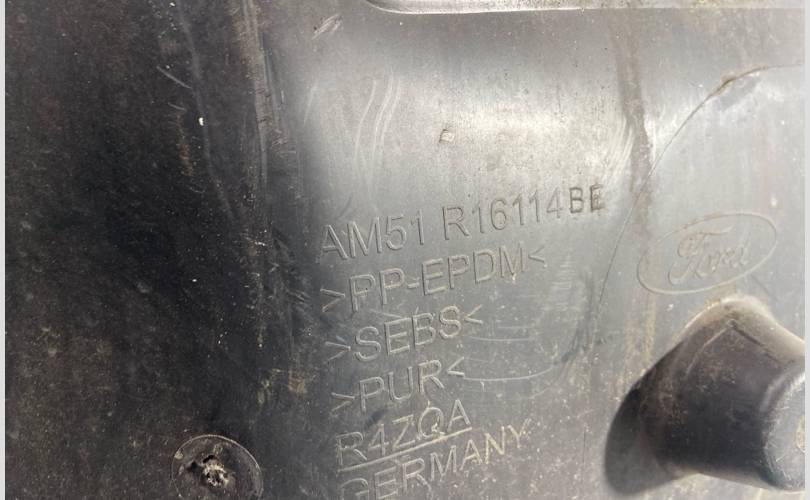 AM51 R16114BE
>PP-EPDM<
>SEBS<
>PUR<
R4ZQA
GERMANY
Ford